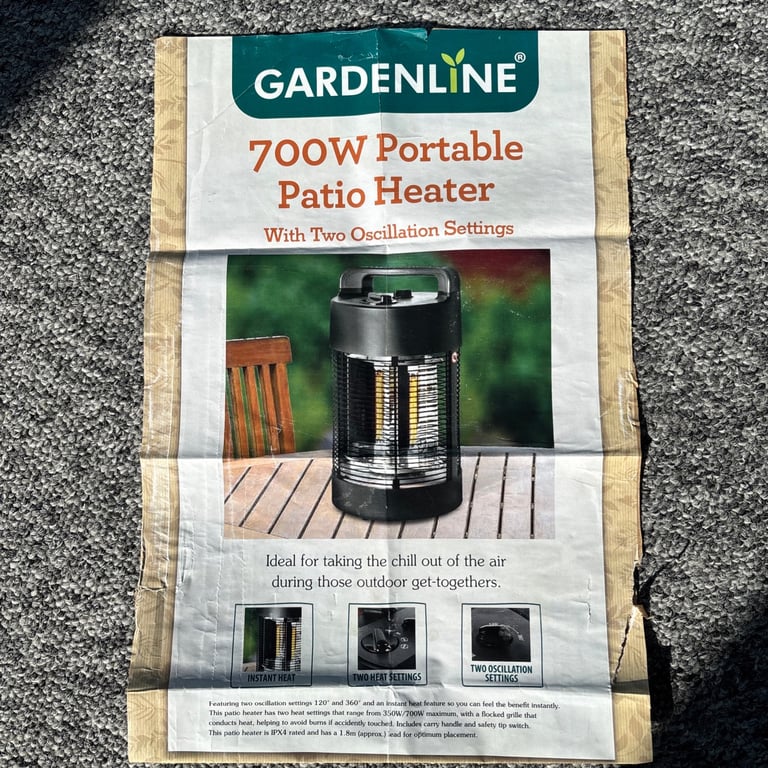 GARDENLINE®
700W Portable
Patio Heater
With Two Oscillation Settings
Ideal for taking the chill out of the air
during those outdoor get-togethers.
INSTANT HEAT
TWO HEAT SETTINGS
TWO OSCILLATION
SETTINGS
Featuring two oscillation settings 120° and 360° and an instant heat feature so you can feel the benefit instantly.
This patio heater has two heat settings that range from 350W/700W maximum, with a flocked grille that
conducts heat, helping to avoid burns if accidently touched. Includes carry handle and safety tip switch.
This patio heater is IPX4 rated and has a 1.8m (approx.) lead for optimum placement.